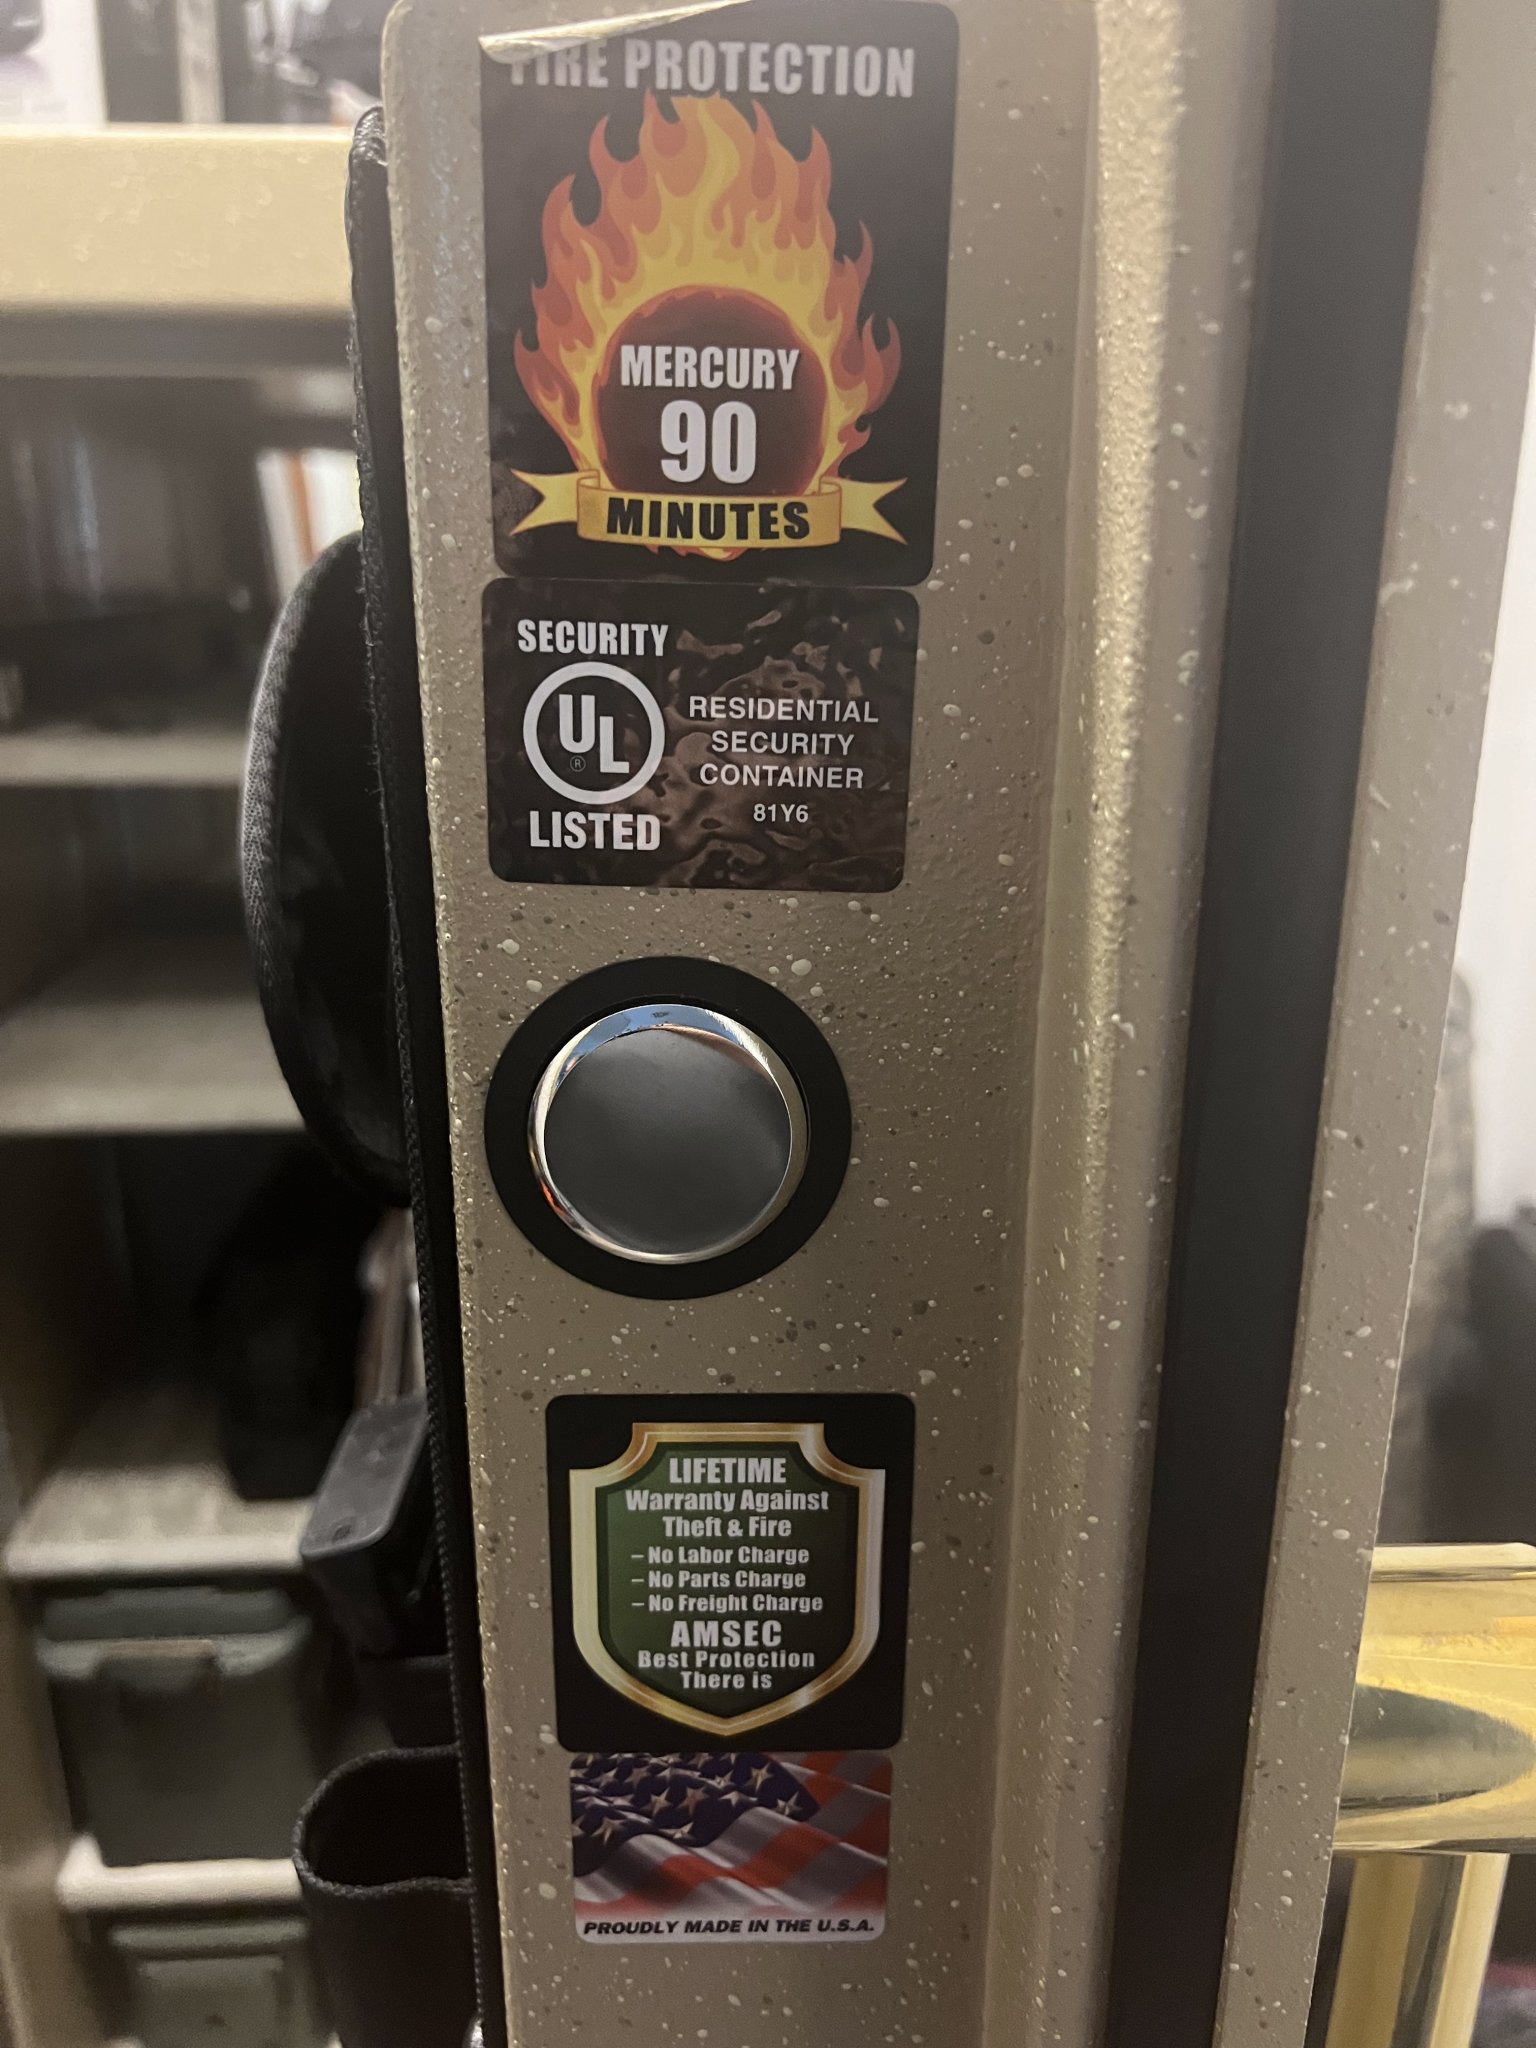 FIRE PROTECTION
MERCURY
90
MINUTES
SECURITY
UL
®
LISTED
RESIDENTIAL
SECURITY
CONTAINER
81Y6
LIFETIME
Warranty Against
Theft & Fire
– No Labor Charge
– No Parts Charge
– No Freight Charge
AMSEC
Best Protection
There is
PROUDLY MADE IN THE U.S.A.